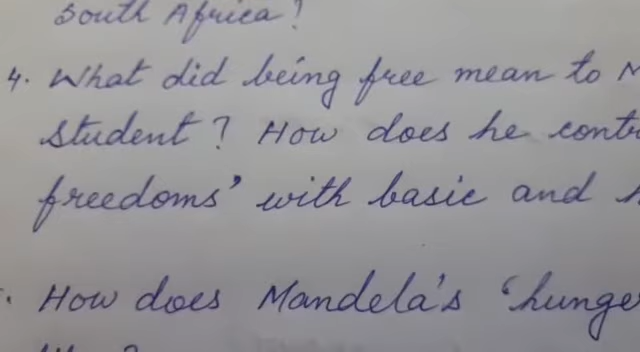 South Africa?
4. What did being free mean to M
student? How does he contr
freedoms' with basic and h
. How does Mandela's 'hunge